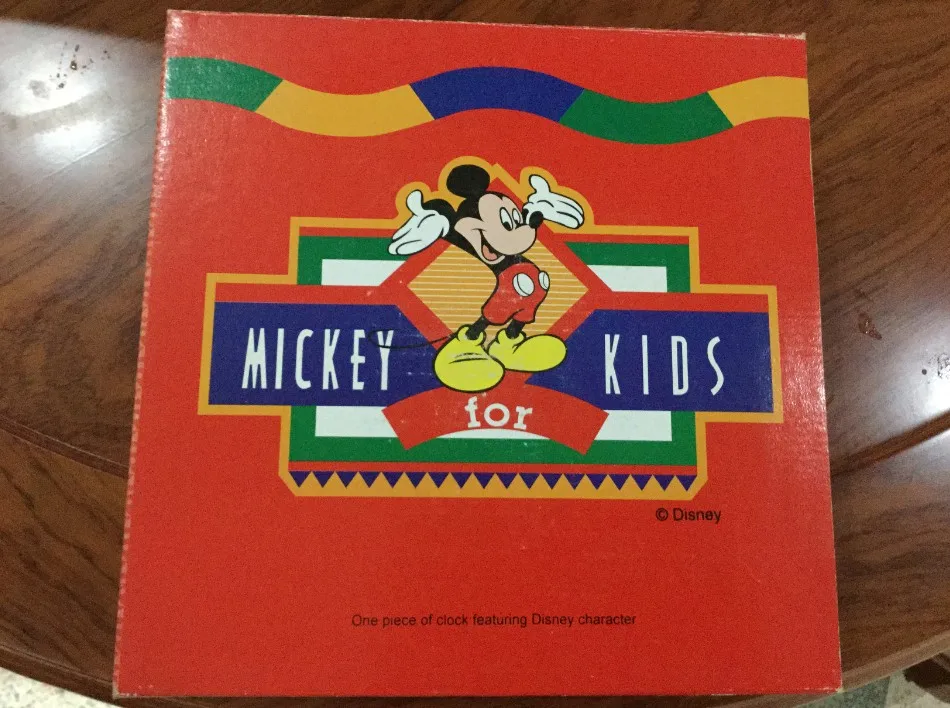 MICKEY KIDS
for
© Disney
One piece of clock featuring Disney character